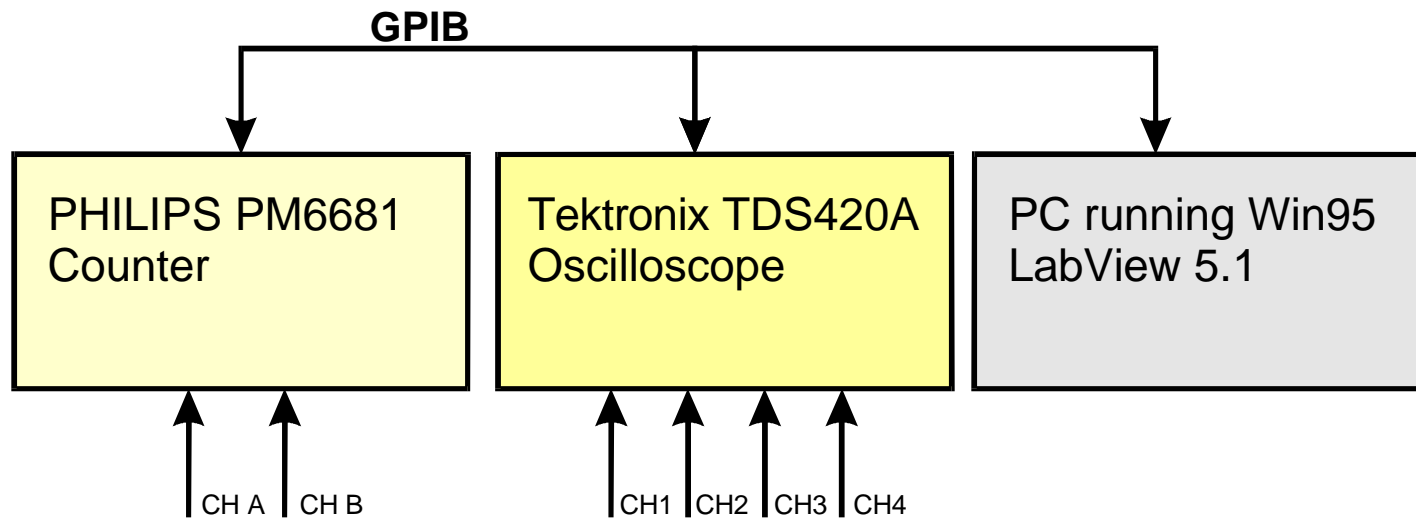 GPIB
PHILIPS PM6681
Counter
Tektronix TDS420A
Oscilloscope
PC running Win95
LabView 5.1
CH A
CH B
CH1
CH2
CH3
CH4